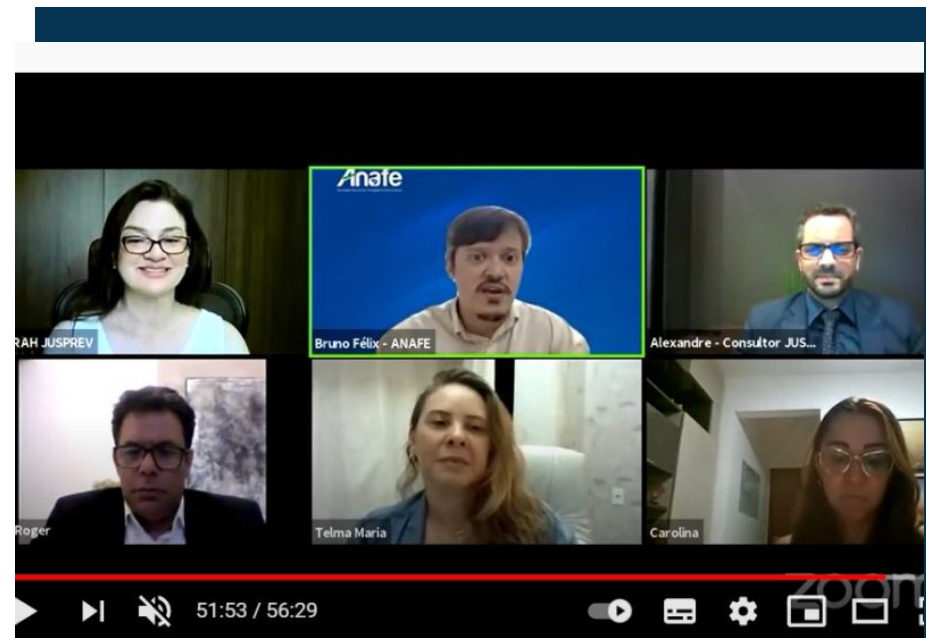 Anafe
RAH JUSPREV
Bruno Félix - ANAFE
Alexandre - Consultor JUS...
Roger
Telma Maria
Carolina
zoom
51:53 / 56:29